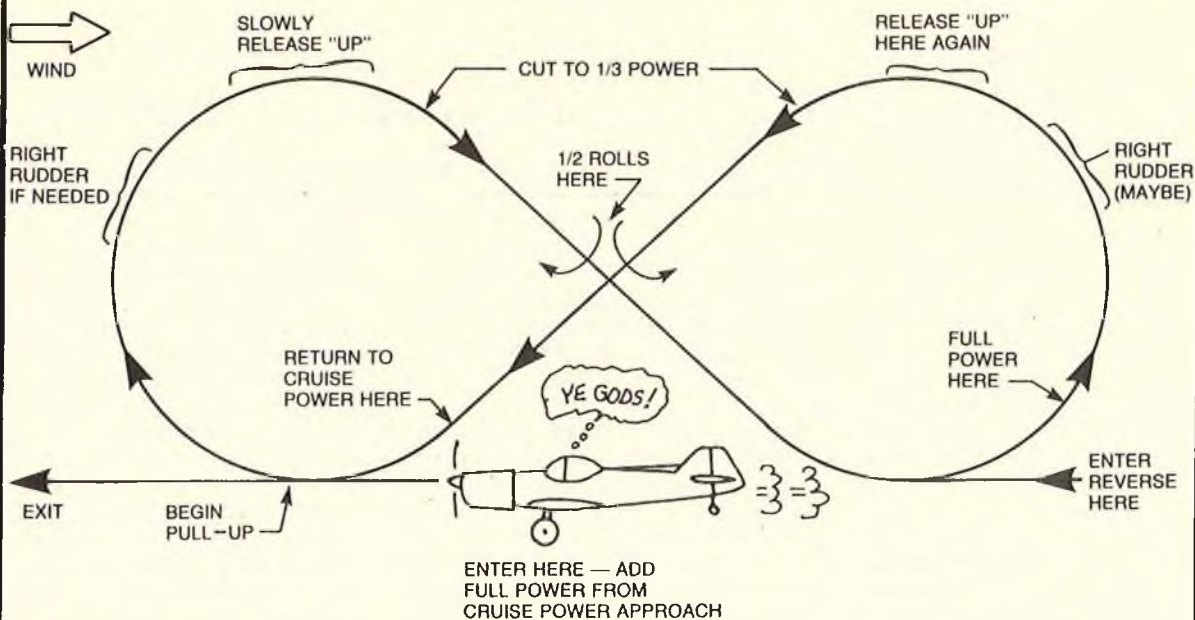 WIND
SLOWLY
RELEASE "UP"
RELEASE "UP"
HERE AGAIN
CUT TO 1/3 POWER
RIGHT
RUDDER
IF NEEDED
1/2 ROLLS
HERE
RIGHT
RUDDER
(MAYBE)
RETURN TO
CRUISE
POWER HERE
FULL
POWER
HERE
YE GODS!
EXIT
BEGIN
PULL-UP
ENTER
REVERSE
HERE
ENTER HERE — ADD
FULL POWER FROM
CRUISE POWER APPROACH